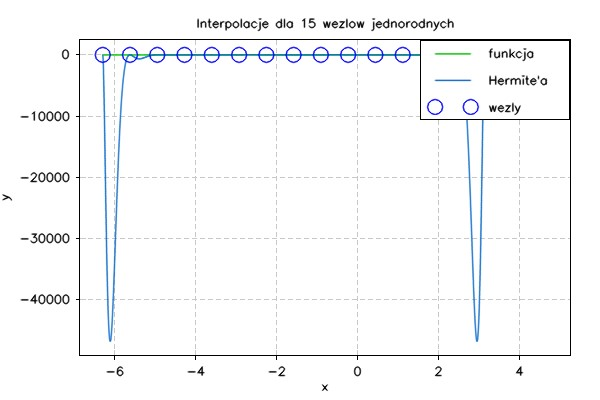 Interpolacje dla 15 wezlow jednorodnych
funkcja
Hermite'a
wezly
0
−10000
−20000
−30000
−40000
y
−6 −4 −2 0 2 4
x